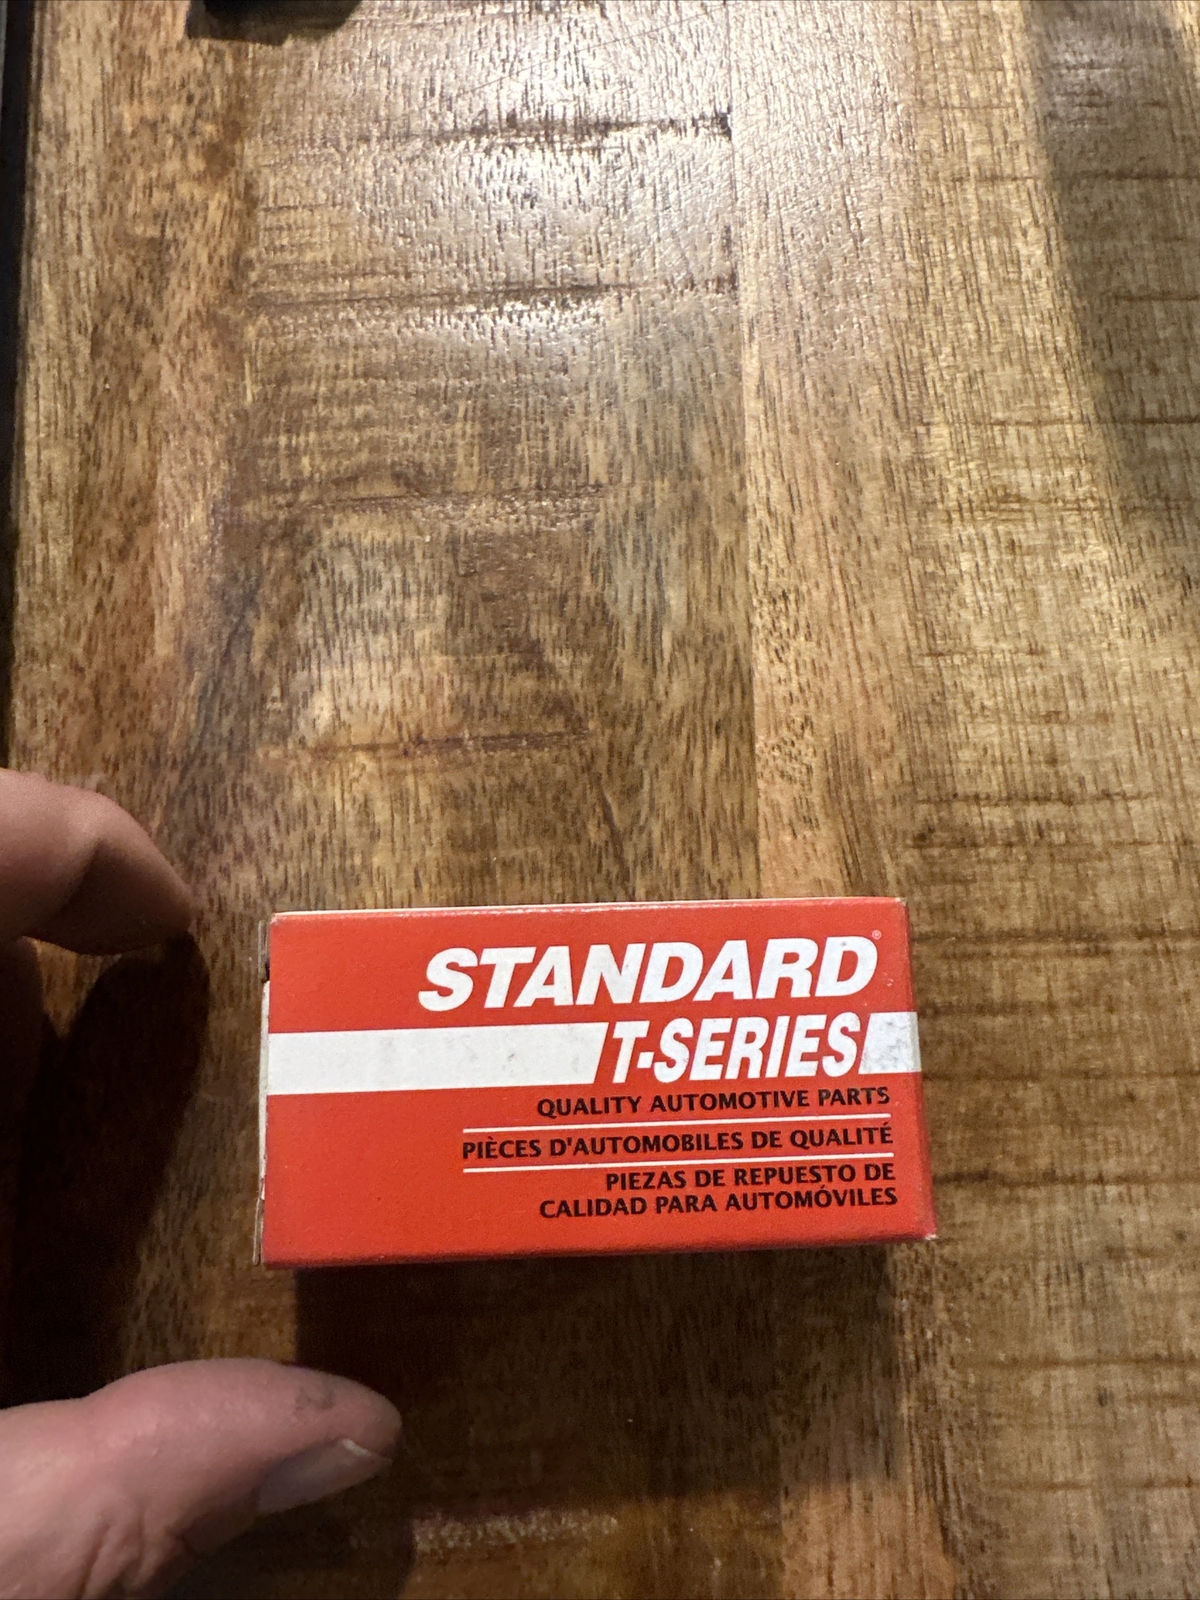 STANDARD®
T-SERIES
QUALITY AUTOMOTIVE PARTS
PIÈCES D'AUTOMOBILES DE QUALITÉ
PIEZAS DE REPUESTO DE
CALIDAD PARA AUTOMÓVILES